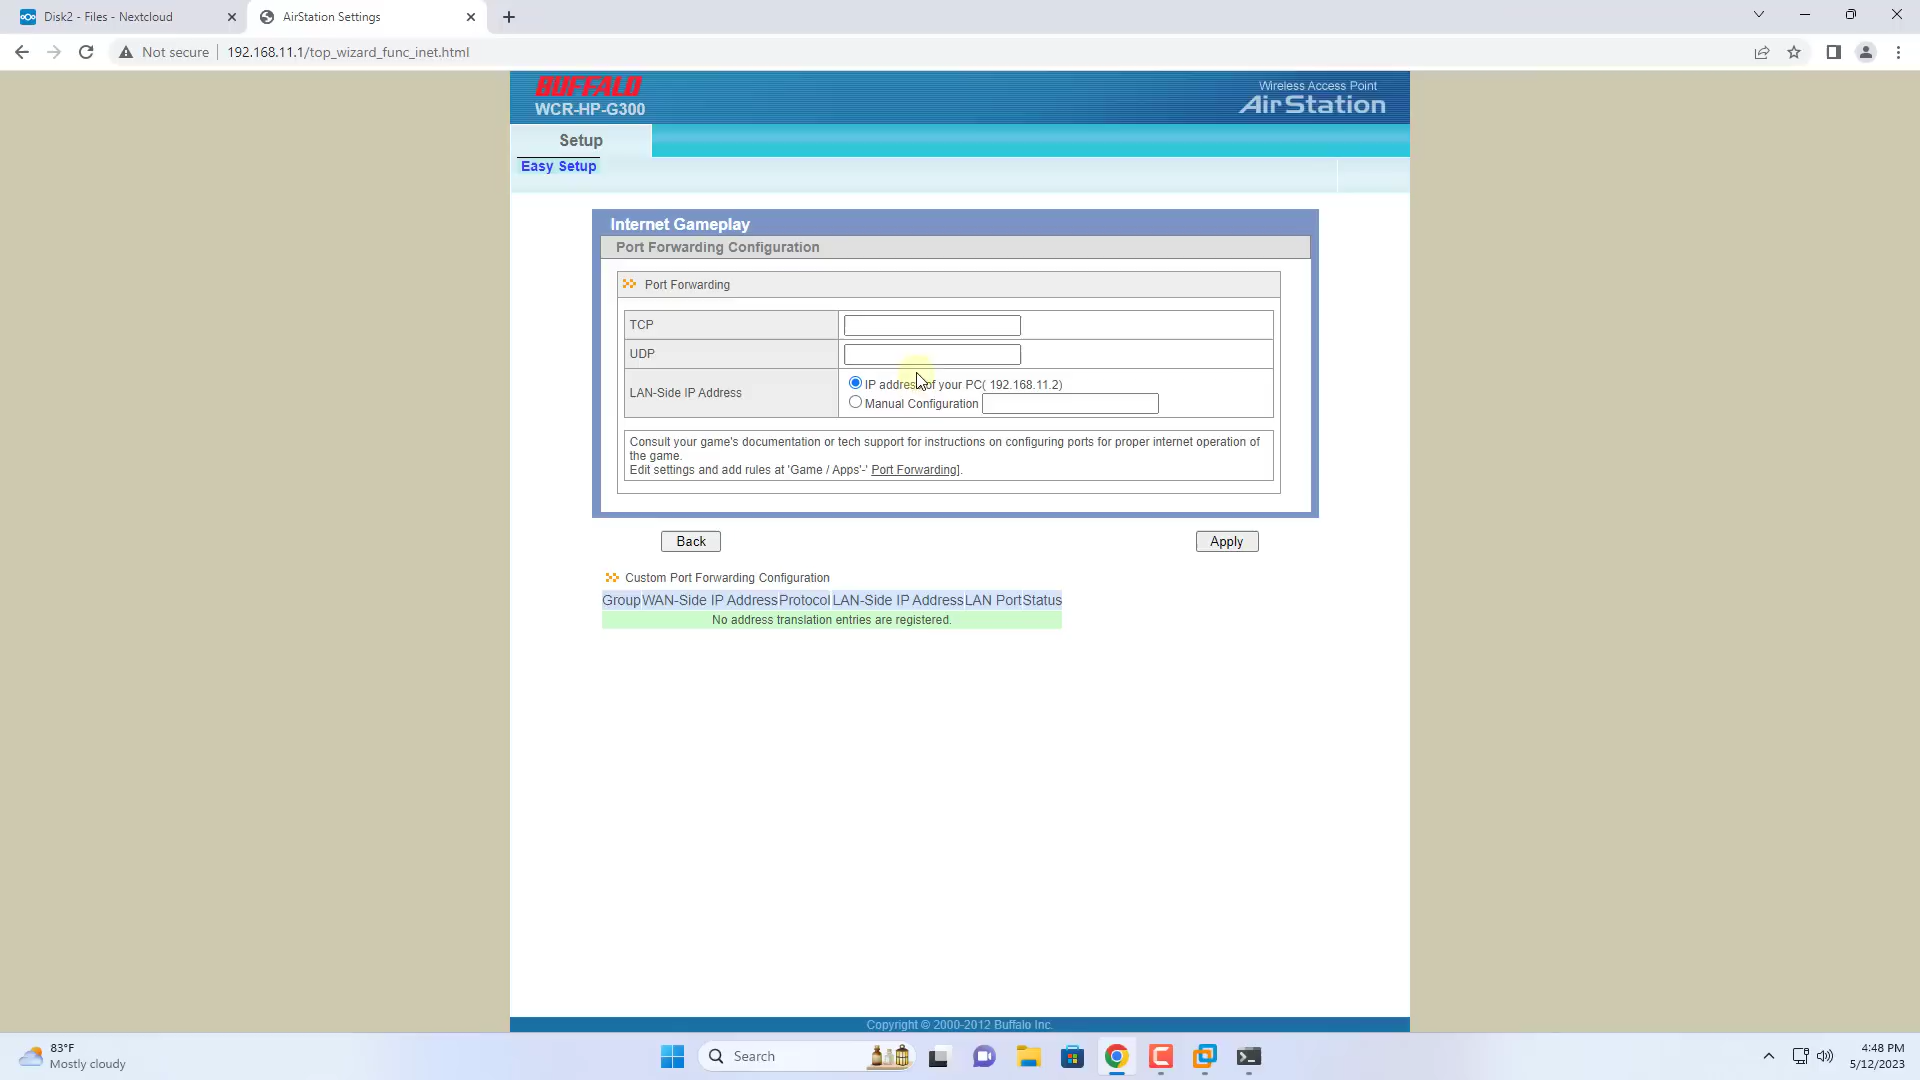 Disk2 - Files - Nextcloud
AirStation Settings
Not secure
192.168.11.1/top_wizard_func_inet.html
BUFFALO
WCR-HP-G300
Wireless Access Point
AirStation
Setup
Easy Setup
Internet Gameplay
Port Forwarding Configuration
Port Forwarding
TCP
UDP
LAN-Side IP Address
IP address of your PC( 192.168.11.2)
Manual Configuration
Consult your game's documentation or tech support for instructions on configuring ports for proper internet operation of
the game.
Edit settings and add rules at 'Game / Apps'-' Port Forwarding].
Back
Apply
Custom Port Forwarding Configuration
Group WAN-Side IP Address Protocol LAN-Side IP Address LAN Port Status
No address translation entries are registered.
Copyright © 2000-2012 Buffalo Inc.
83°F
Mostly cloudy
Search
4:48 PM
5/12/2023